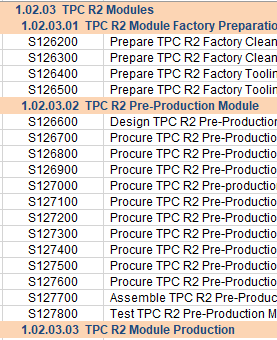 1.02.03 TPC R2 Modules
1.02.03.01 TPC R2 Module Factory Preparatio
S126200 Prepare TPC R2 Factory Clean
S126300 Prepare TPC R2 Factory Clean
S126400 Prepare TPC R2 Factory Toolin
S126500 Prepare TPC R2 Factory Toolin
1.02.03.02 TPC R2 Pre-Production Module
S126600 Design TPC R2 Pre-Production
S126700 Procure TPC R2 Pre-Productio
S126800 Procure TPC R2 Pre-Productio
S126900 Procure TPC R2 Pre-Productio
S127000 Procure TPC R2 Pre-productio
S127100 Procure TPC R2 Pre-Productio
S127200 Procure TPC R2 Pre-Productio
S127300 Procure TPC R2 Pre-Productio
S127400 Procure TPC R2 Pre-Productio
S127500 Procure TPC R2 Pre-Productio
S127600 Procure TPC R2 Pre-Productio
S127700 Assemble TPC R2 Pre-Produc
S127800 Test TPC R2 Pre-Production M
1.02.03.03 TPC R2 Module Production